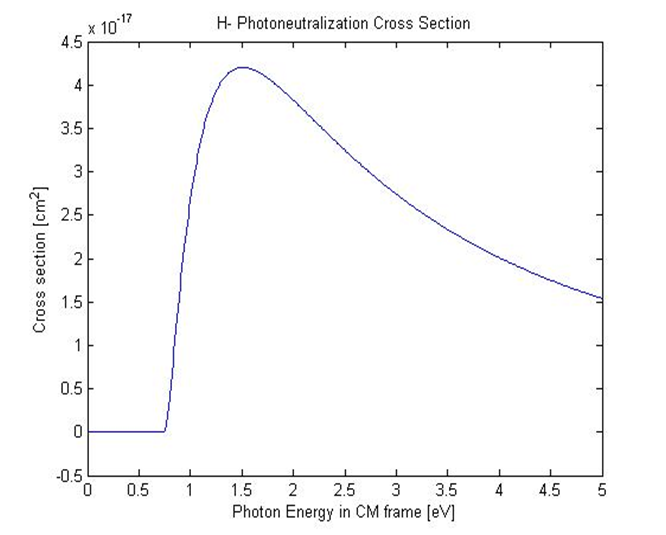 H- Photoneutralization Cross Section
x 10-17
4.5
4
3.5
3
2.5
2
1.5
1
0.5
0
-0.5
Cross section [cm2]
0 0.5 1 1.5 2 2.5 3 3.5 4 4.5 5
Photon Energy in CM frame [eV]